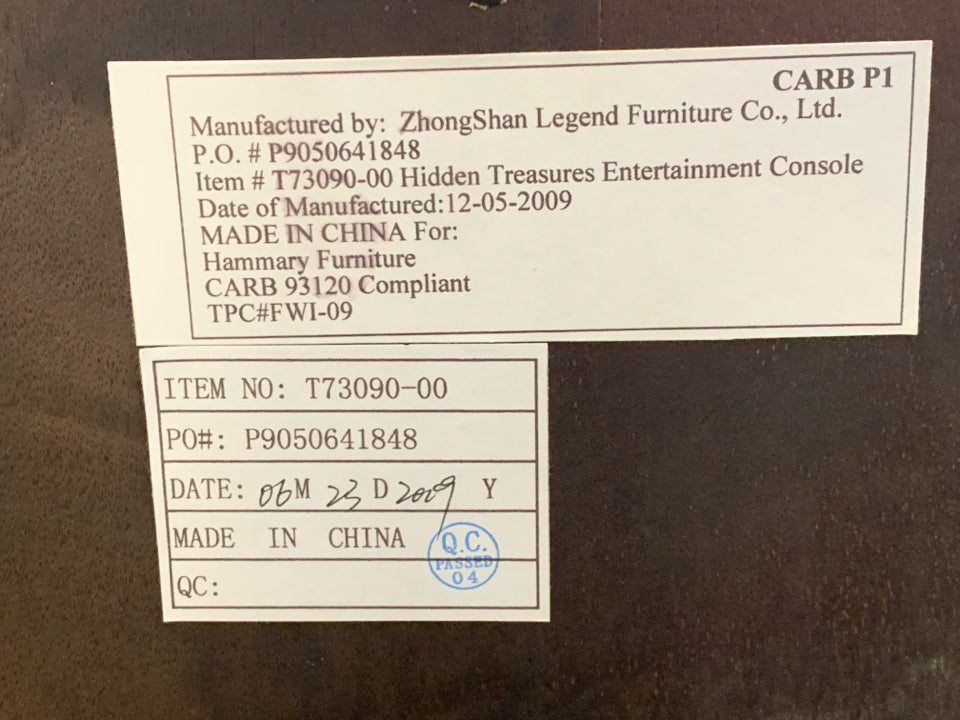 CARB P1
Manufactured by: ZhongShan Legend Furniture Co., Ltd.
P.O. # P9050641848
Item # T73090-00 Hidden Treasures Entertainment Console
Date of Manufactured:12-05-2009
MADE IN CHINA For:
Hammary Furniture
CARB 93120 Compliant
TPC#FWI-09
ITEM NO: T73090-00
PO#: P9050641848
DATE: 06M 23 D 2009 Y
MADE IN CHINA
Q.C.
PASSED
04
QC: